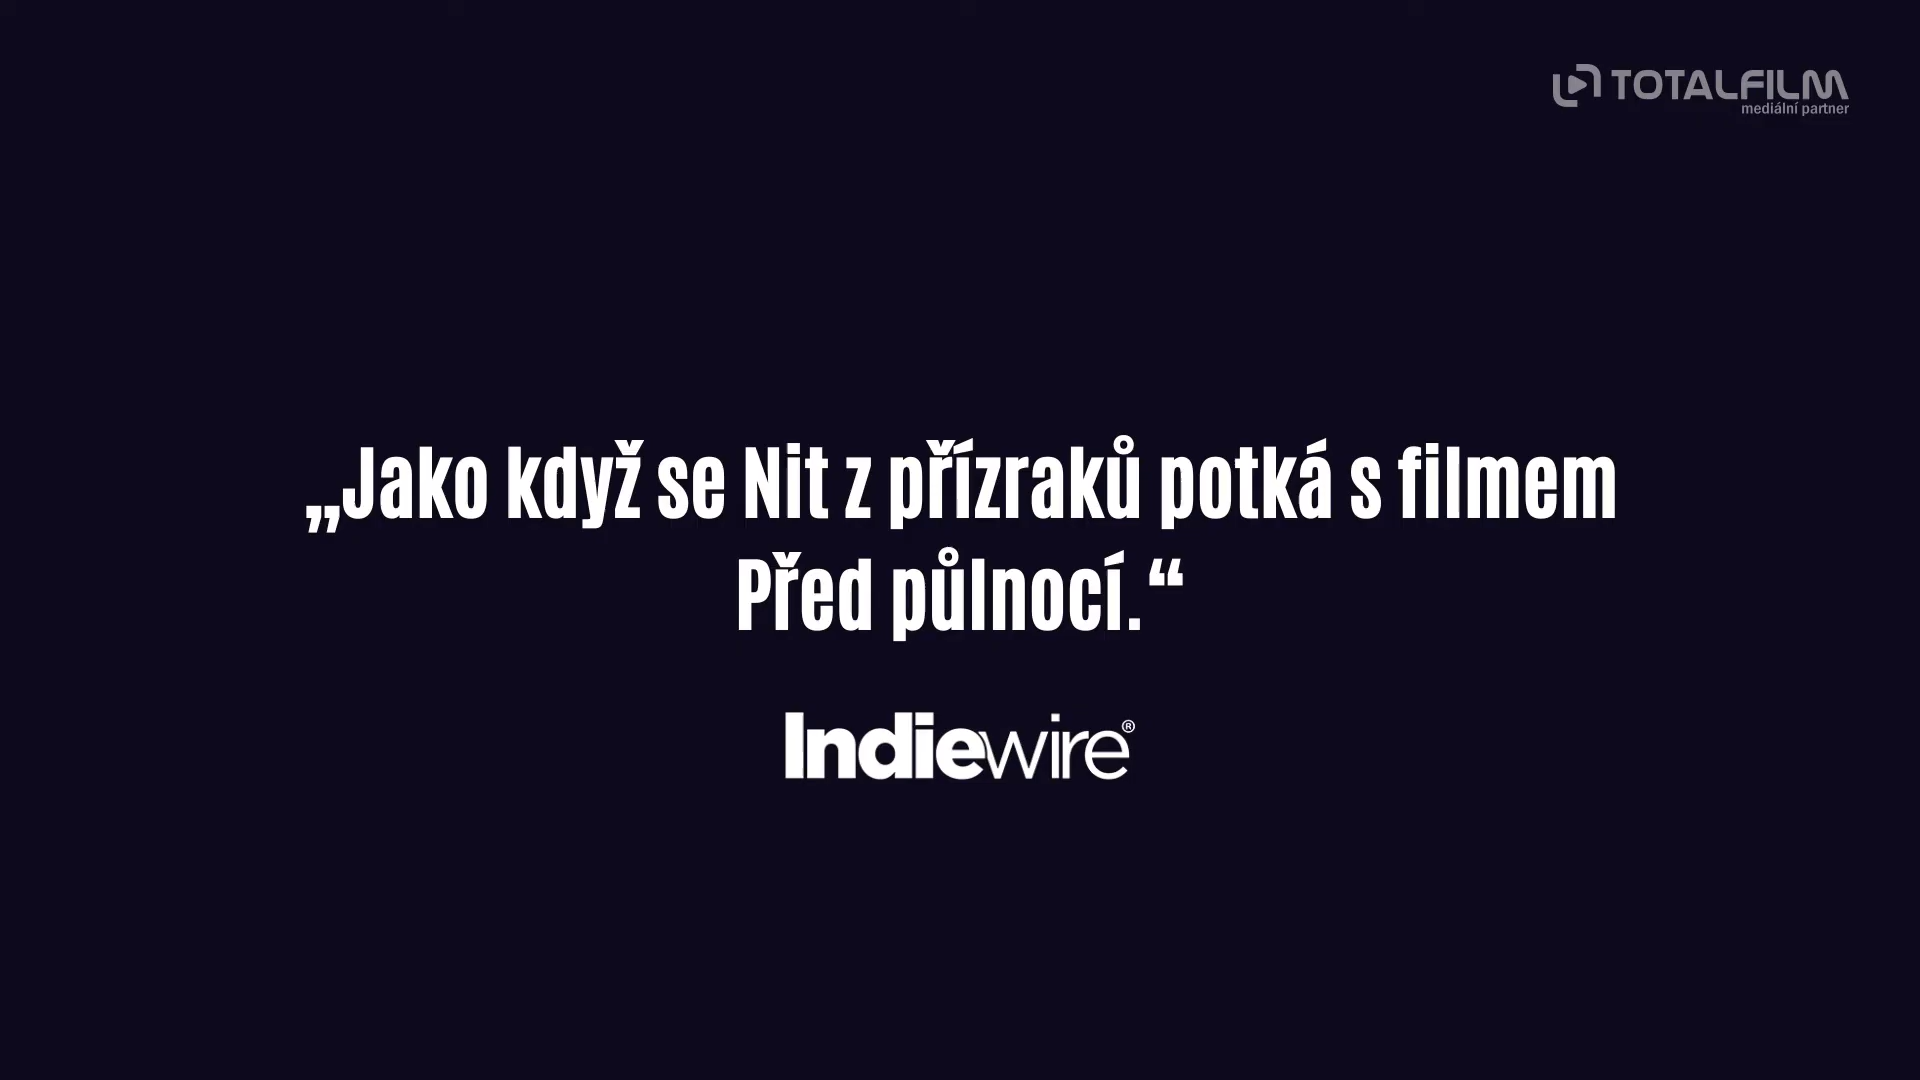 TOTALFILM
mediální partner
„Jako když se Nit z přízraků potká s filmem
Před půlnocí.“
Indiewire®